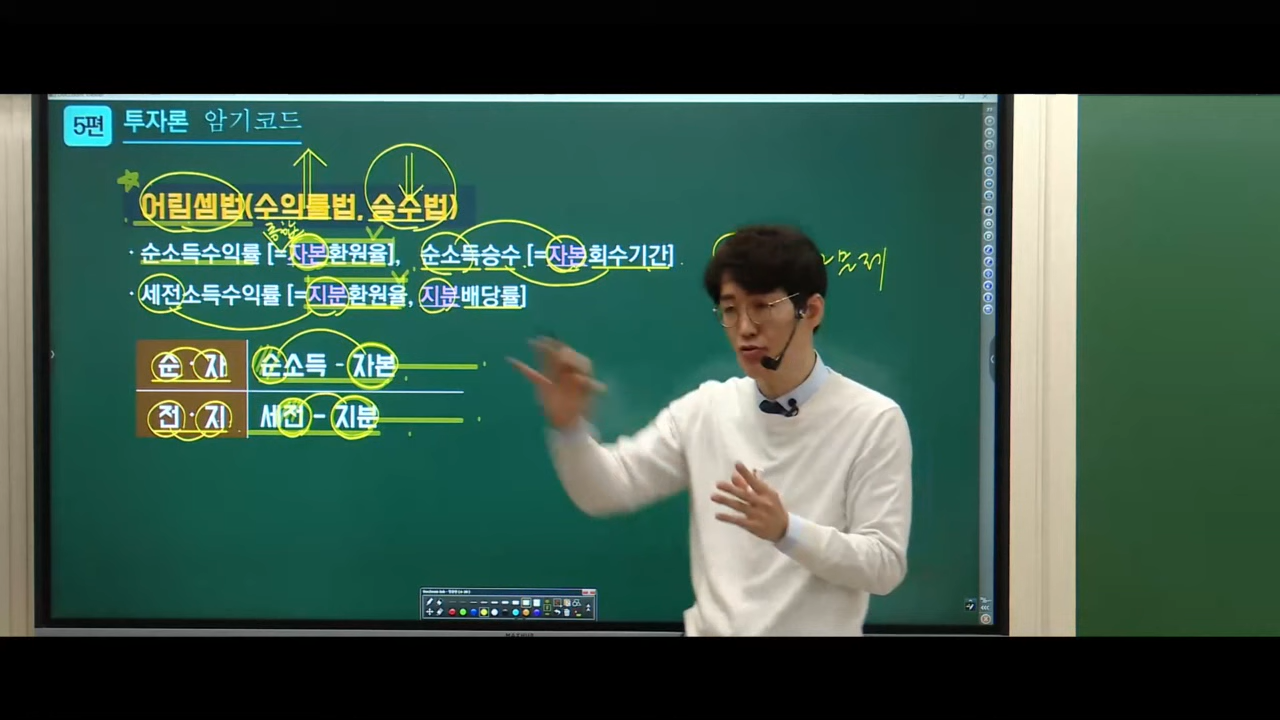 5편 투자론 암기코드
어림셈법(수익률법, 승수법)
종합
· 순소득수익률 [=자본환원율], 순소득승수 [=자본회수기간]
· 세전소득수익률 [=지분환원율, 지분배당률]
순·자 순소득 - 자본
전·지 세전 - 지분